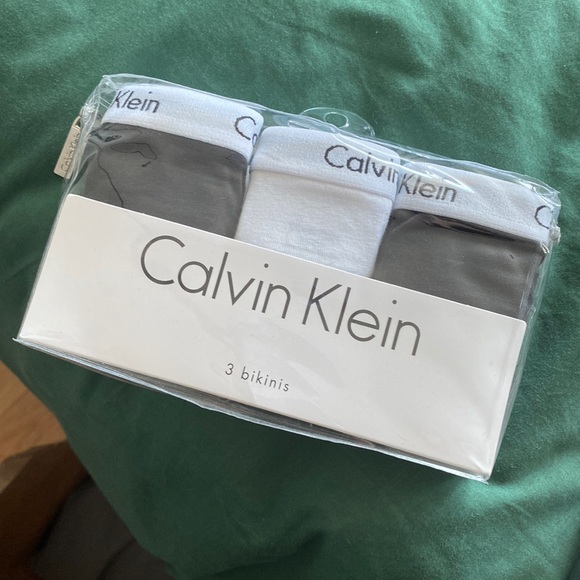 Klein
C
Calvin
Klein
C
Calvin Klein
3 bikinis